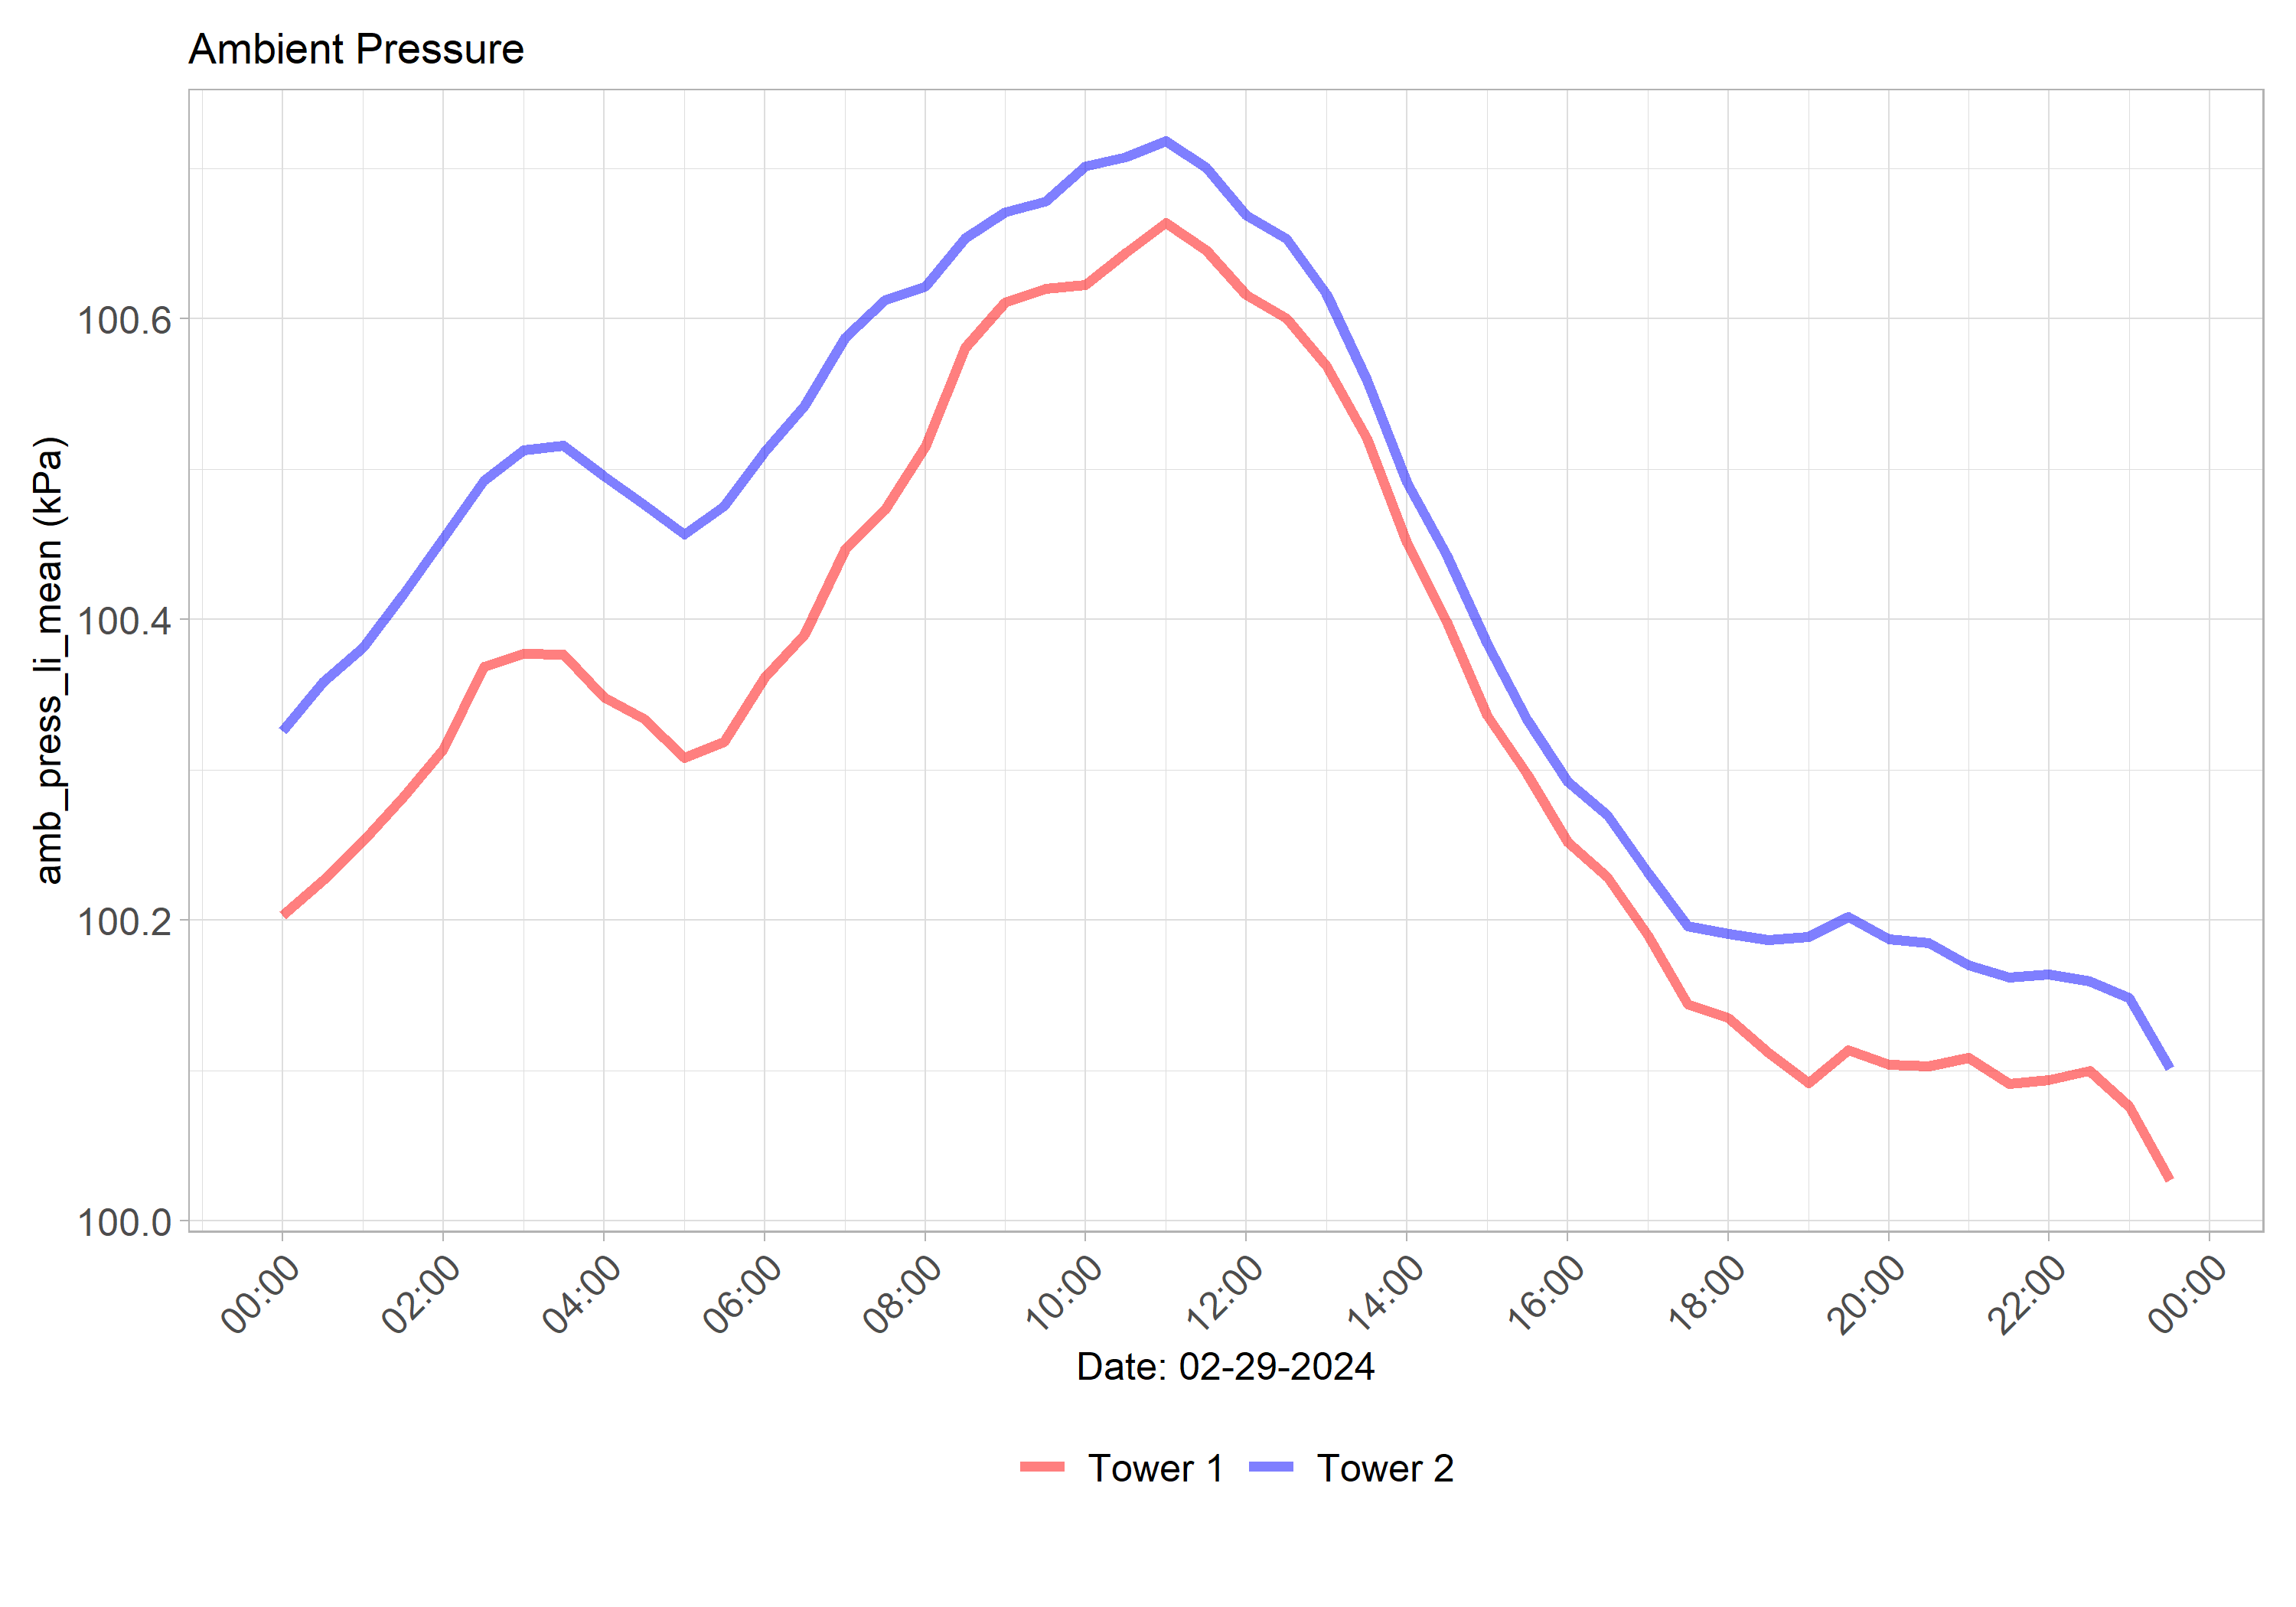 Ambient Pressure
amb_press_li_mean (kPa)
100.6
100.4
100.2
100.0
00:00 02:00 04:00 06:00 08:00 10:00 12:00 14:00 16:00 18:00 20:00 22:00 00:00
Date: 02-29-2024
Tower 1 Tower 2